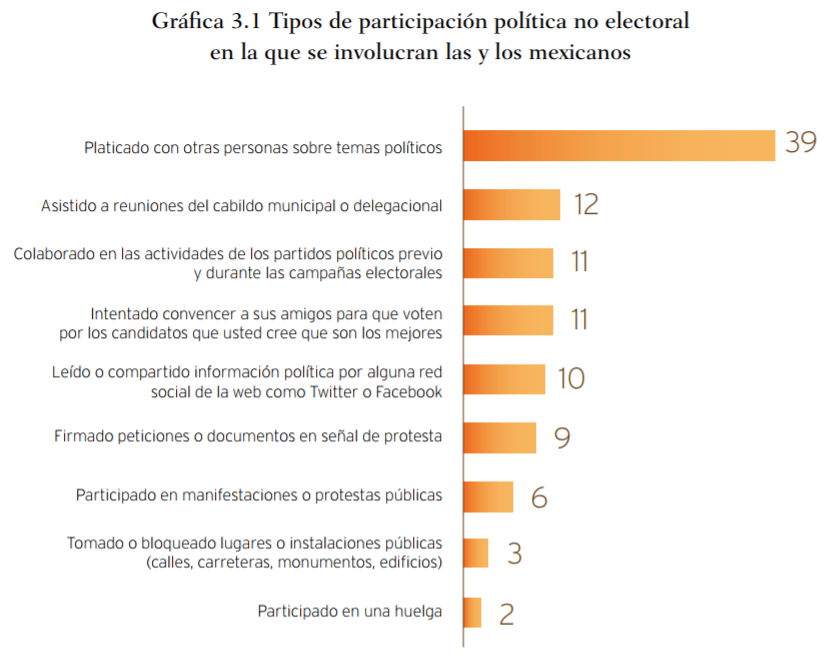 Gráfica 3.1 Tipos de participación política no electoral
en la que se involucran las y los mexicanos
Platicado con otras personas sobre temas políticos
39
Asistido a reuniones del cabildo municipal o delegacional
12
Colaborado en las actividades de los partidos políticos previo
y durante las campañas electorales
11
Intentado convencer a sus amigos para que voten
por los candidatos que usted cree que son los mejores
11
Leído o compartido información política por alguna red
social de la web como Twitter o Facebook
10
Firmado peticiones o documentos en señal de protesta
9
Participado en manifestaciones o protestas públicas
6
Tomado o bloqueado lugares o instalaciones públicas
(calles, carreteras, monumentos, edificios)
3
Participado en una huelga
2